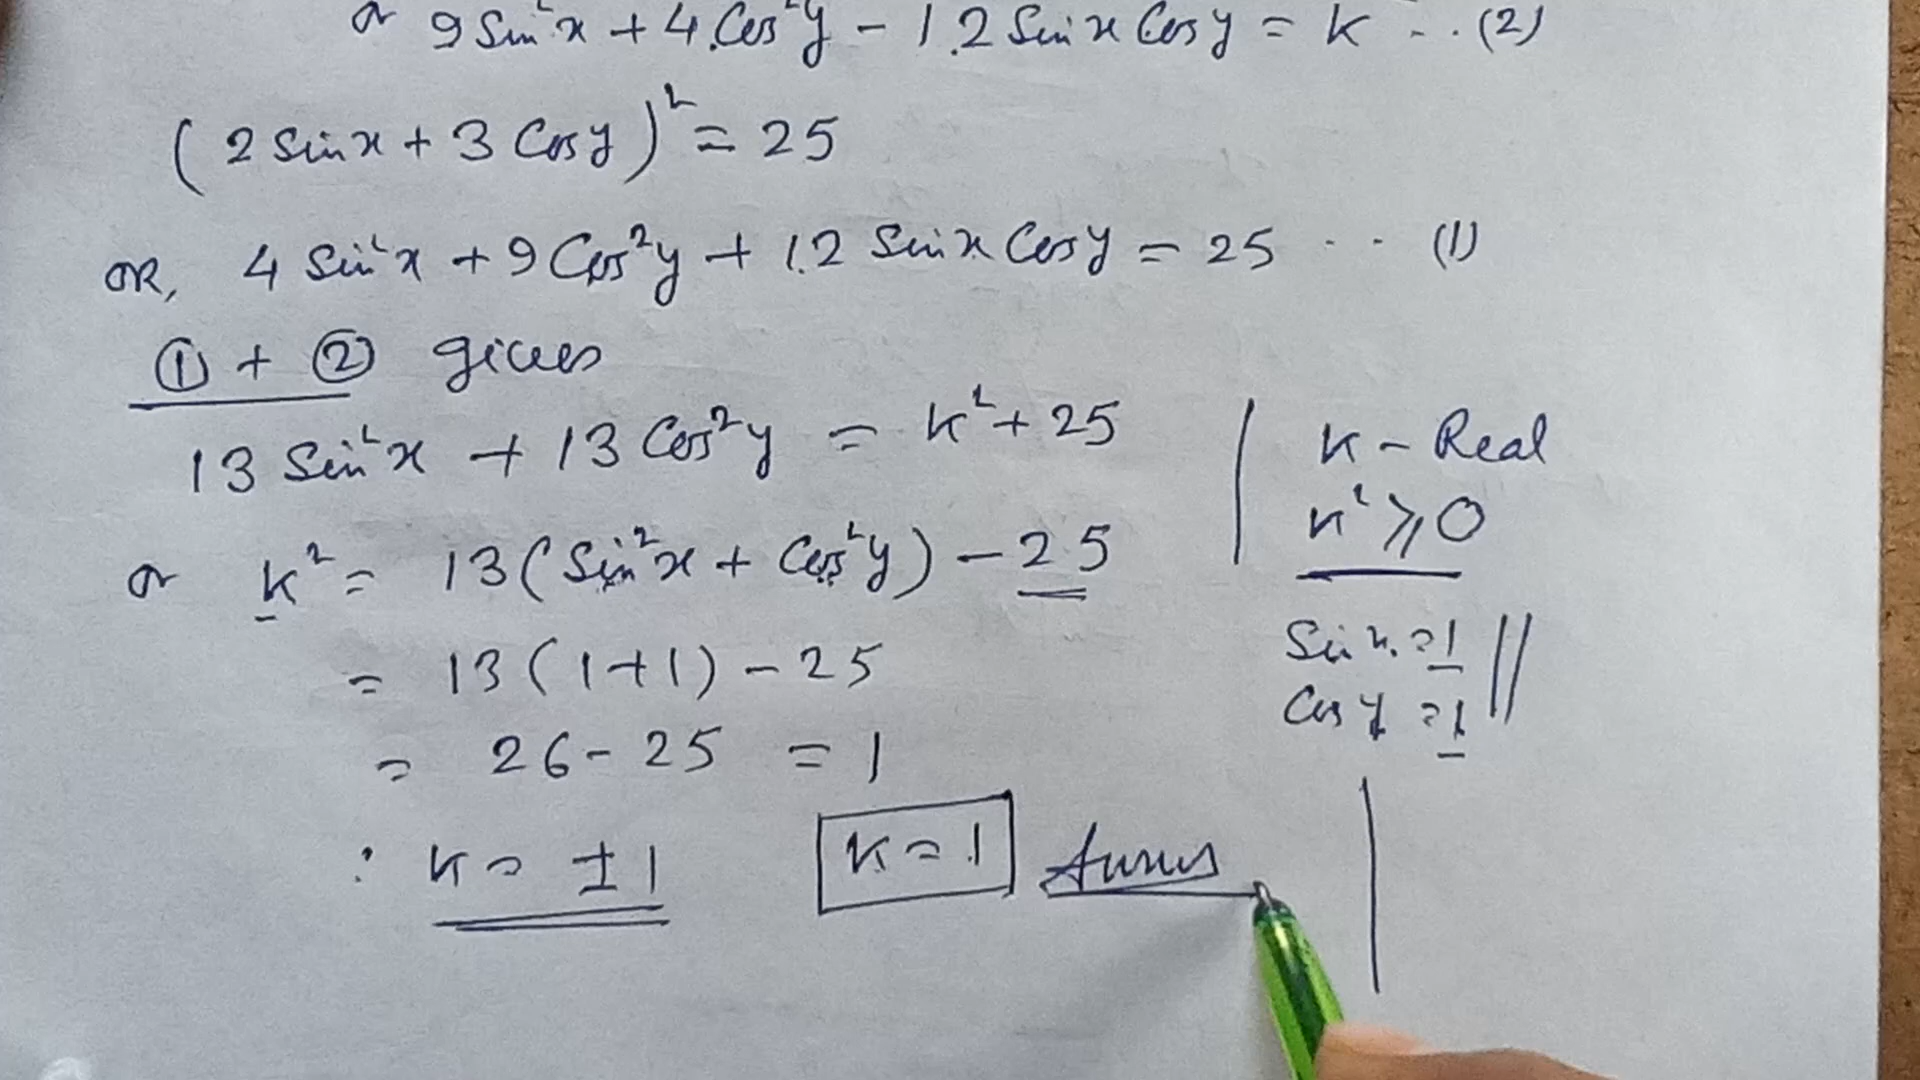 or 9 Sin²x + 4 Cos²y - 12 Sin x Cos y = K . . . (2)
(2 Sin x + 3 Cos y)² = 25
OR, 4 Sin²x + 9 Cos²y + 12 Sin x Cos y = 25 . . (1)
① + ② gives
13 Sin²x + 13 Cos²y = K² + 25
or K² = 13 (Sin²x + Cos²y) - 25
= 13 (1+1) - 25
= 26 - 25 = 1
∴ K = ±1 K = 1
K - Real
K² ⩾ 0
Sin x = 1
Cos y = 1